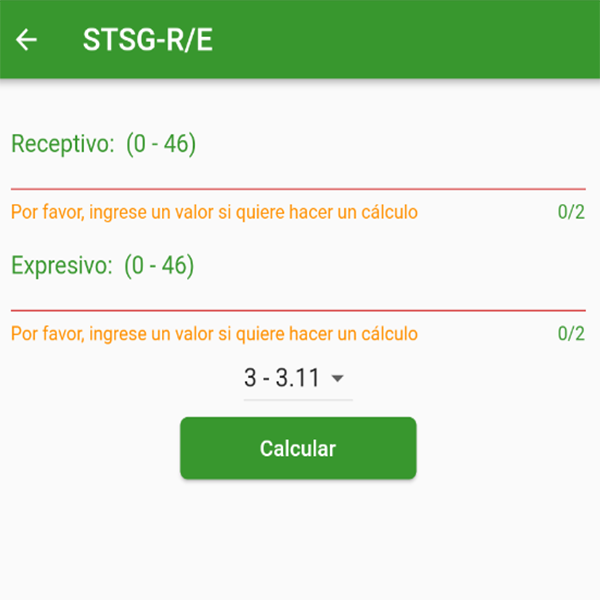 STSG-R/E
Receptivo: (0 - 46)
Por favor, ingrese un valor si quiere hacer un cálculo 0/2
Expresivo: (0 - 46)
Por favor, ingrese un valor si quiere hacer un cálculo 0/2
3 - 3.11
Calcular